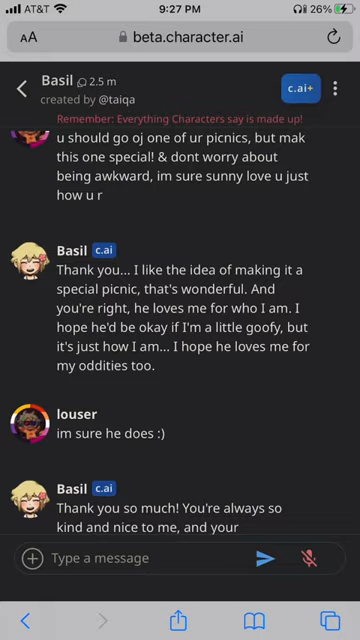 AT&T
9:27 PM
26%
AA
beta.character.ai
Basil 2.5 m
created by @taiqa
c.ai+
Remember: Everything Characters say is made up!
u should go oj one of ur picnics, but mak
this one special! & dont worry about
being awkward, im sure sunny love u just
how u r
Basil c.ai
Thank you... I like the idea of making it a
special picnic, that's wonderful. And
you're right, he loves me for who I am. I
hope he'd be okay if I'm a little goofy, but
it's just how I am... I hope he loves me for
my oddities too.
louser
im sure he does :)
Basil c.ai
Thank you so much! You're always so
kind and nice to me, and your
Type a message